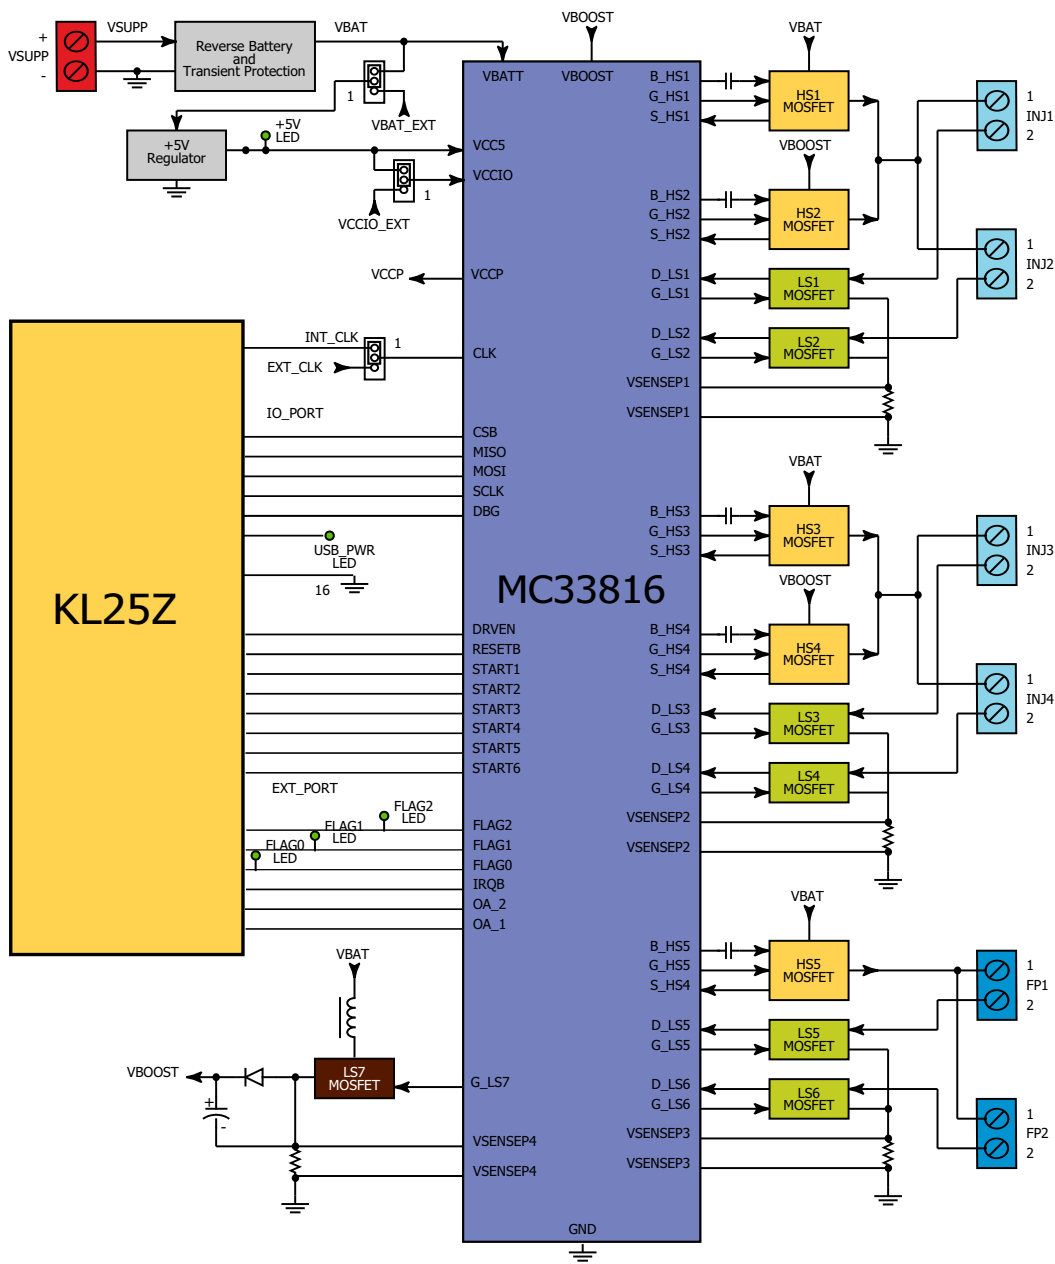 VSUPP
+
VSUPP
-
Reverse Battery
and
Transient Protection
VBAT
1
VBAT_EXT
+5V
LED
+5V
Regulator
1
VCCIO_EXT
VCCP
INT_CLK
1
EXT_CLK
IO_PORT
USB_PWR
LED
16
KL25Z
EXT_PORT
FLAG2
LED
FLAG1
LED
FLAG0
LED
VBAT
VBOOST
LS7
MOSFET
+
-
VBOOST
MC33816
VBATT
VBOOST
VCC5
VCCIO
VCCP
CLK
CSB
MISO
MOSI
SCLK
DBG
DRVEN
RESETB
START1
START2
START3
START4
START5
START6
FLAG2
FLAG1
FLAG0
IRQB
OA_2
OA_1
G_LS7
VSENSEP4
VSENSEP4
GND
B_HS1
G_HS1
S_HS1
B_HS2
G_HS2
S_HS2
D_LS1
G_LS1
D_LS2
G_LS2
VSENSEP1
VSENSEP1
B_HS3
G_HS3
S_HS3
B_HS4
G_HS4
S_HS4
D_LS3
G_LS3
D_LS4
G_LS4
VSENSEP2
VSENSEP2
B_HS5
G_HS5
S_HS4
D_LS5
G_LS5
D_LS6
G_LS6
VSENSEP3
VSENSEP3
VBAT
HS1
MOSFET
VBOOST
HS2
MOSFET
LS1
MOSFET
LS2
MOSFET
1
INJ1
2
1
INJ2
2
VBAT
HS3
MOSFET
VBOOST
HS4
MOSFET
LS3
MOSFET
LS4
MOSFET
1
INJ3
2
1
INJ4
2
VBAT
HS5
MOSFET
LS5
MOSFET
LS6
MOSFET
1
FP1
2
1
FP2
2